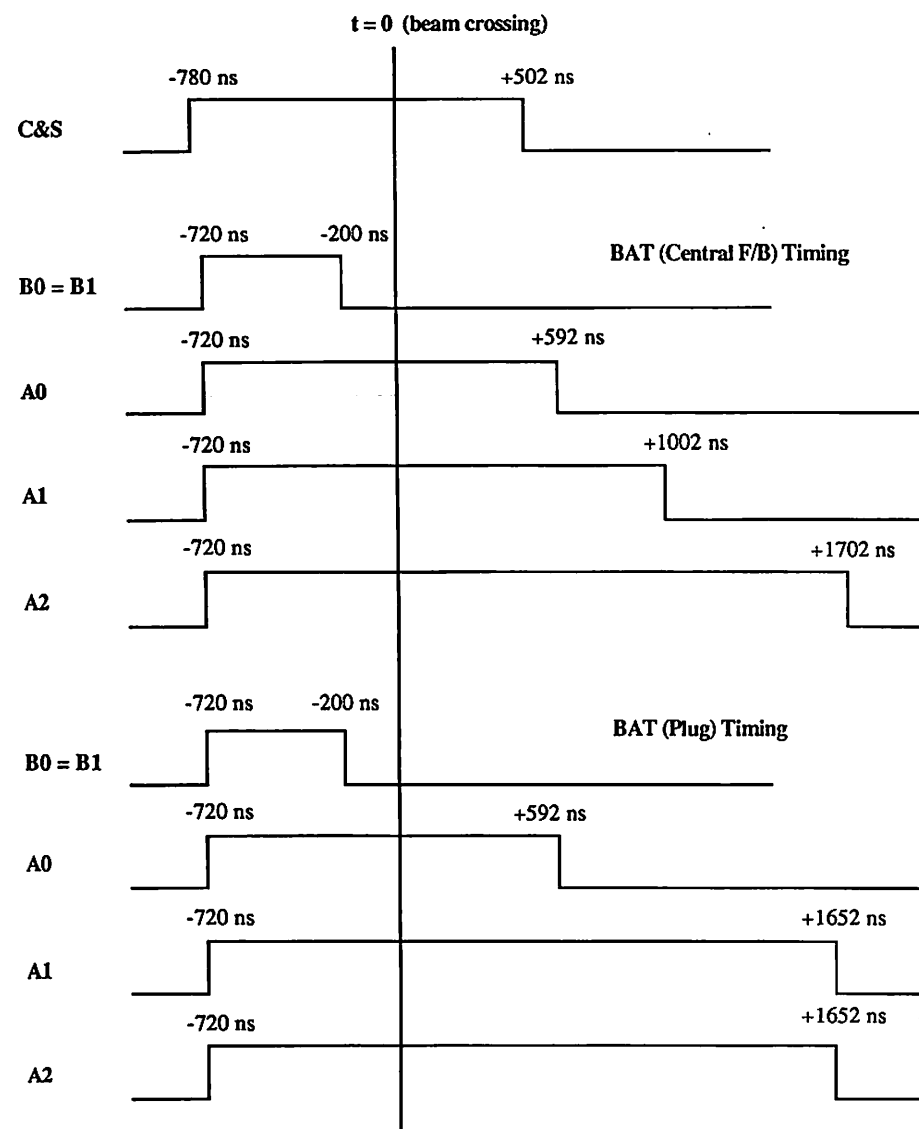 t = 0 (beam crossing)
-780 ns +502 ns
C&S
-720 ns -200 ns
BAT (Central F/B) Timing
B0 = B1
-720 ns +592 ns
A0
-720 ns +1002 ns
A1
-720 ns +1702 ns
A2
-720 ns -200 ns
BAT (Plug) Timing
B0 = B1
-720 ns +592 ns
A0
-720 ns +1652 ns
A1
-720 ns +1652 ns
A2